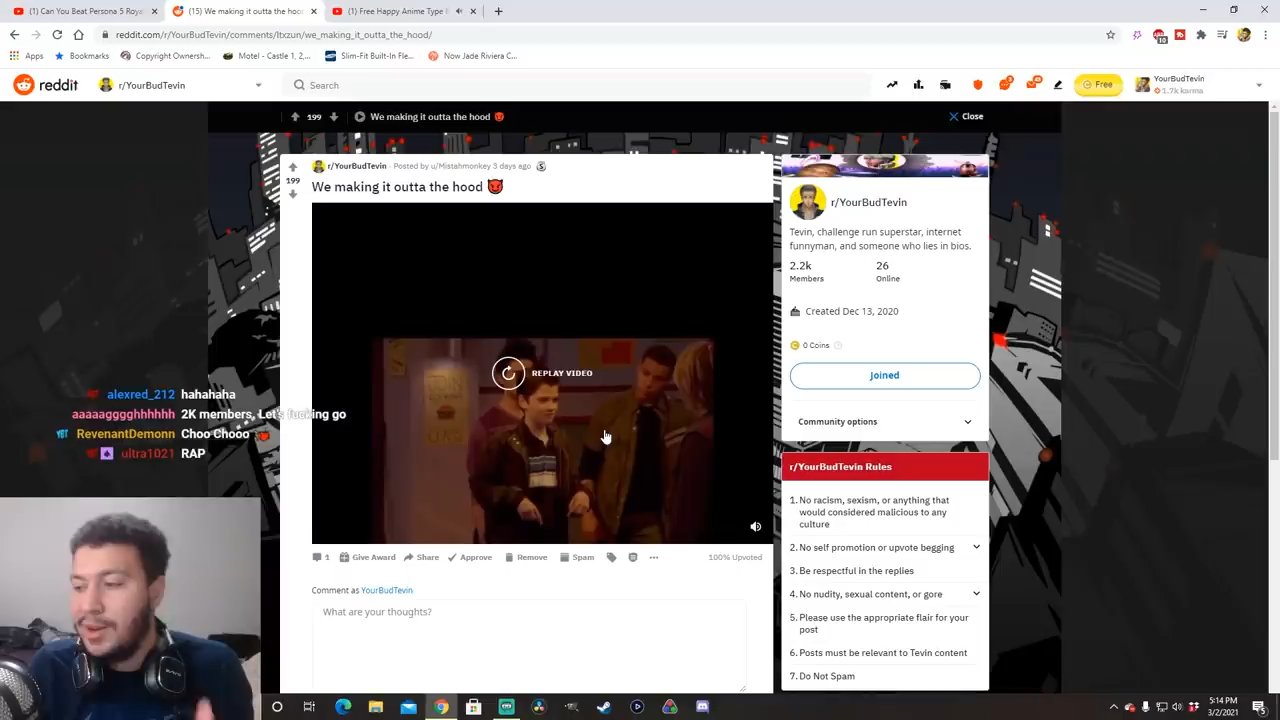 (1) Can You Beat Persona 5 Roya
(15) We making it outta the hoo
(1) Free Happy Anime Type
reddit.com/r/YourBudTevin/comments/ltxzun/we_making_it_outta_the_hood/
Apps
Bookmarks
Copyright Ownersh...
Motel - Castle 1, 2,...
Slim-Fit Built-In Fle...
Now Jade Riviera C...
reddit
r/YourBudTevin
Search
Free
YourBudTevin
1.7k karma
199
We making it outta the hood
Close
r/YourBudTevin · Posted by u/Mistahmonkey 3 days ago
199
We making it outta the hood
REPLAY VIDEO
1
Give Award
Share
Approve
Remove
Spam
100% Upvoted
Comment as YourBudTevin
What are your thoughts?
r/YourBudTevin
Tevin, challenge run superstar, internet
funnyman, and someone who lies in bios.
2.2k
26
Members
Online
Created Dec 13, 2020
0 Coins
Joined
Community options
r/YourBudTevin Rules
1. No racism, sexism, or anything that
would considered malicious to any
culture
2. No self promotion or upvote begging
3. Be respectful in the replies
4. No nudity, sexual content, or gore
5. Please use the appropriate flair for your
post
6. Posts must be relevant to Tevin content
7. Do Not Spam
alexred_212 hahahaha
aaaaagggghhhhhh 2K members, Let's fucking go
RevenantDemonn Choo Chooo
ultra1021 RAP
5:14 PM
3/2/2021